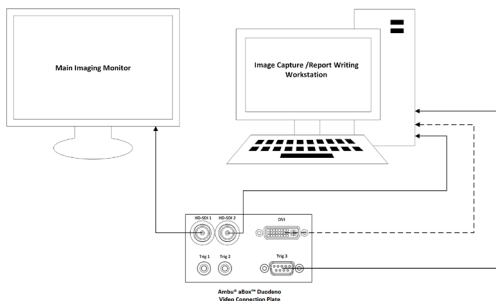 Main Imaging Monitor
Image Capture /Report Writing
Workstation
HD-SDI 1
HD-SDI 2
DVI
Trig 1
Trig 2
Trig 3
Ambu® aBox™ Duodeno
Video Connection Plate